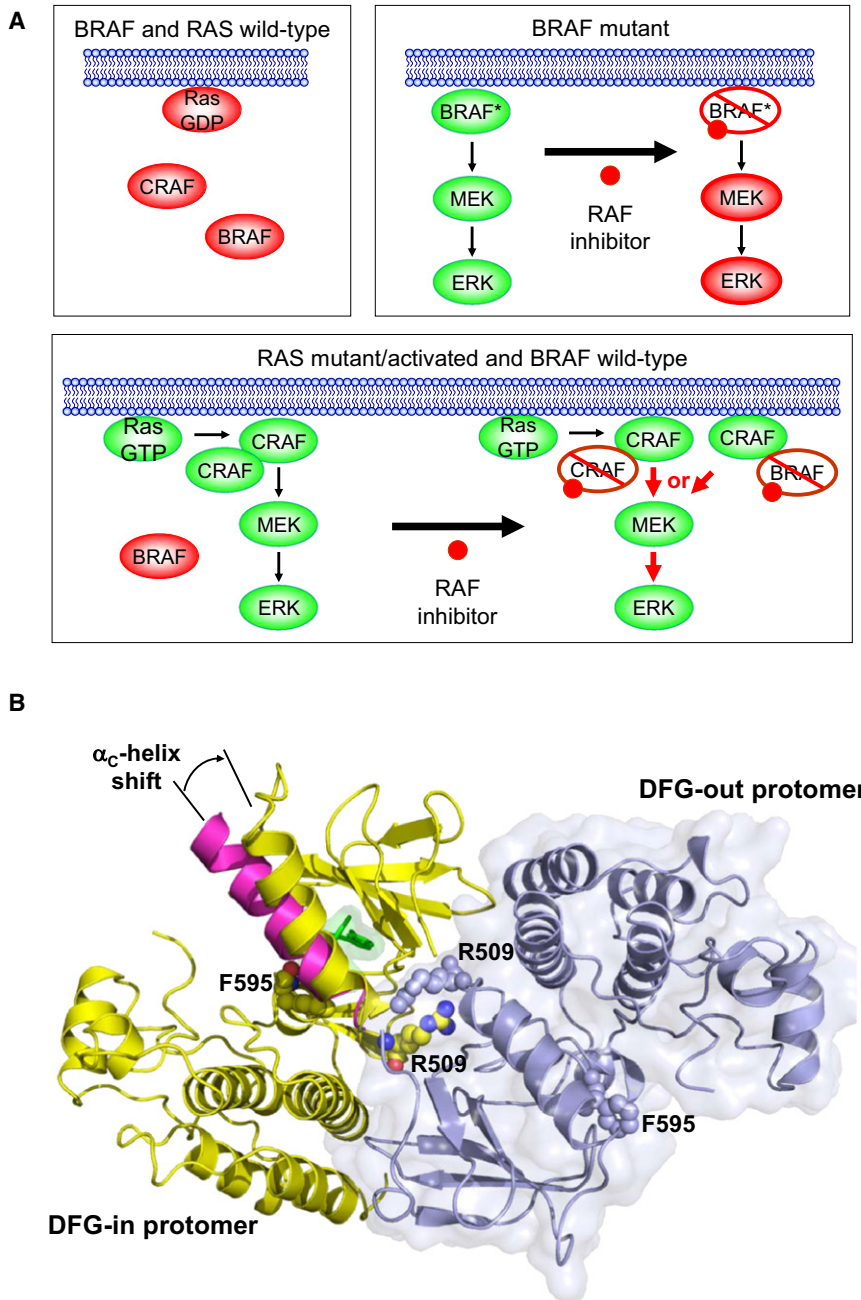 A
BRAF and RAS wild-type
Ras
GDP
CRAF
BRAF
BRAF mutant
BRAF*
MEK
ERK
RAF
inhibitor
BRAF*
MEK
ERK
RAS mutant/activated and BRAF wild-type
Ras
GTP
CRAF
CRAF
MEK
BRAF
ERK
RAF
inhibitor
Ras
GTP
CRAF
CRAF
CRAF
BRAF
or
MEK
ERK
B
αC-helix
shift
DFG-out protomer
R509
F595
R509
F595
DFG-in protomer